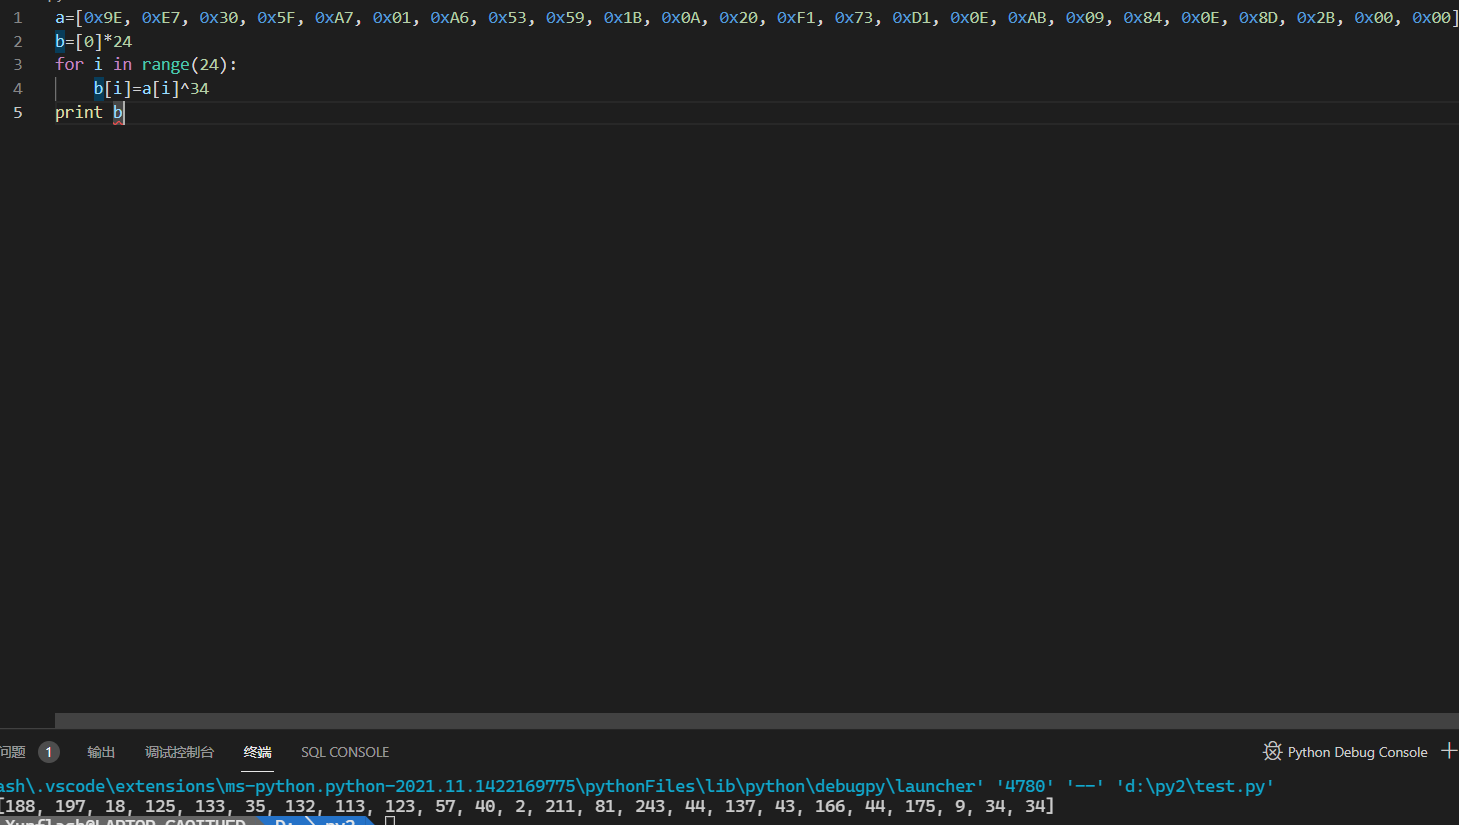 1 a=[0x9E, 0xE7, 0x30, 0x5F, 0xA7, 0x01, 0xA6, 0x53, 0x59, 0x1B, 0x0A, 0x20, 0xF1, 0x73, 0xD1, 0x0E, 0xAB, 0x09, 0x84, 0x0E, 0x8D, 0x2B, 0x00, 0x00]
2 b=[0]*24
3 for i in range(24):
4 b[i]=a[i]^34
5 print b
问题 1 输出 调试控制台 终端 SQL CONSOLE Python Debug Console
ash\.vscode\extensions\ms-python.python-2021.11.1422169775\pythonFiles\lib\python\debugpy\launcher' '4780' '--' 'd:\py2\test.py'
[188, 197, 18, 125, 133, 35, 132, 113, 123, 57, 40, 2, 211, 81, 243, 44, 137, 43, 166, 44, 175, 9, 34, 34]